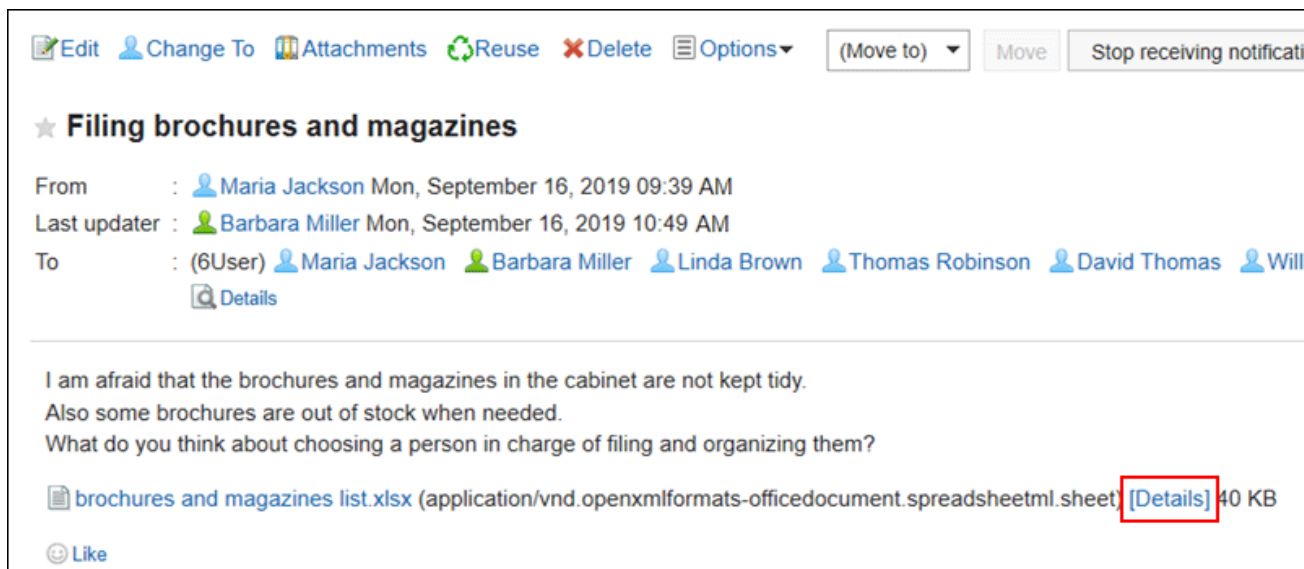 Edit Change To Attachments Reuse Delete Options (Move to) Move Stop receiving notificati
Filing brochures and magazines
From : Maria Jackson Mon, September 16, 2019 09:39 AM
Last updater : Barbara Miller Mon, September 16, 2019 10:49 AM
To : (6User) Maria Jackson Barbara Miller Linda Brown Thomas Robinson David Thomas Will
Details
I am afraid that the brochures and magazines in the cabinet are not kept tidy.
Also some brochures are out of stock when needed.
What do you think about choosing a person in charge of filing and organizing them?
brochures and magazines list.xlsx (application/vnd.openxmlformats-officedocument.spreadsheetml.sheet) [Details] 40 KB
Like